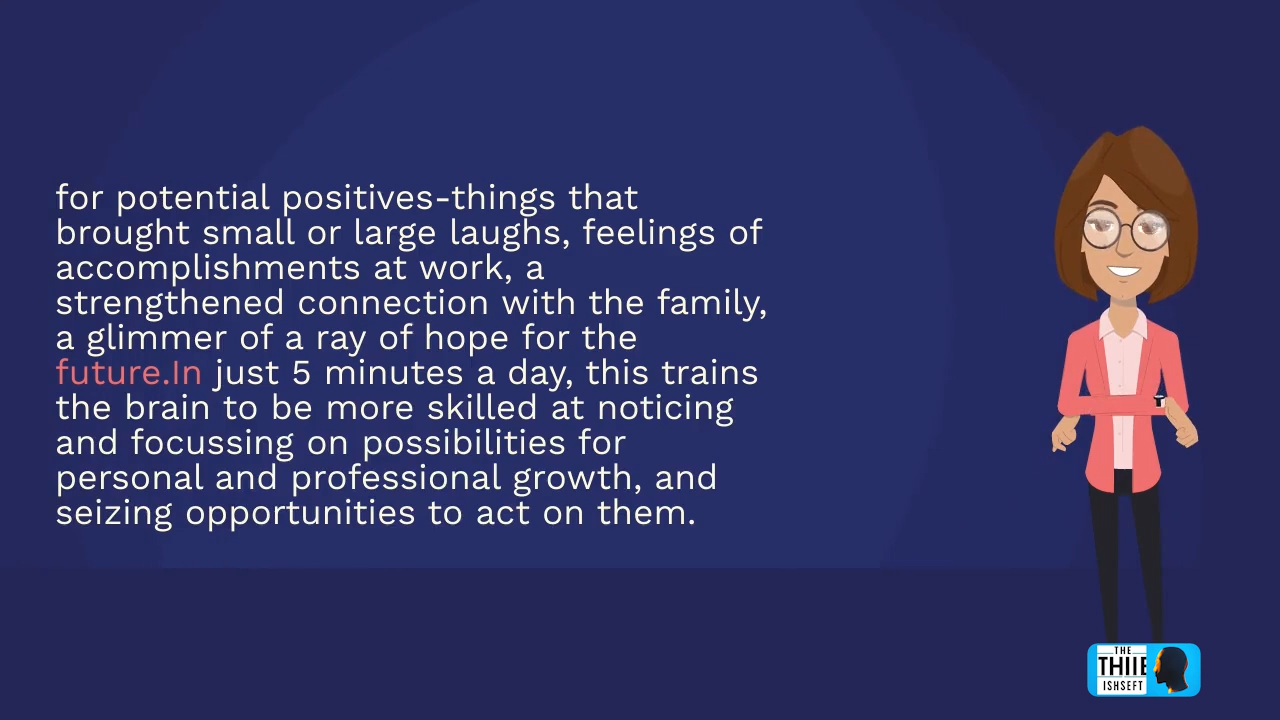 for potential positives-things that
brought small or large laughs, feelings of
accomplishments at work, a
strengthened connection with the family,
a glimmer of a ray of hope for the
future.In just 5 minutes a day, this trains
the brain to be more skilled at noticing
and focussing on possibilities for
personal and professional growth, and
seizing opportunities to act on them.
THE
THIIE
ISHSEFT